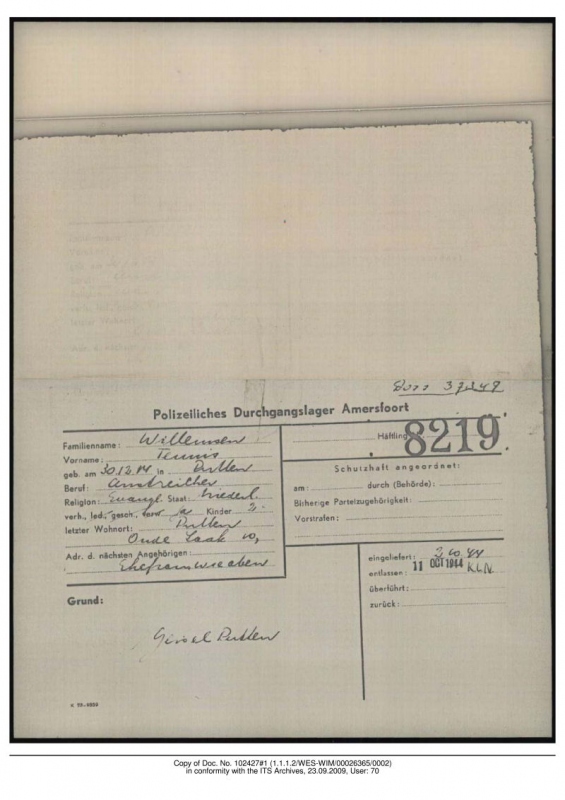 Polizeiliches Durchgangslager Amersfoort
Familienname: Willemsen
Vorname: Teunis
geb. am 30.12.14 in Putten
Beruf: Anstreicher
Religion: Evangl. Staat: Niederl.
verh., led., gesch., verw. ja Kinder 2.
letzter Wohnort: Putten
Oude
Adr. d. nächsten Angehörigen:
Ehefrau wie oben
Häftling 8219
Schutzhaft angeordnet:
am: durch (Behörde):
Bisherige Parteizugehörigkeit:
Vorstrafen:
eingeliefert: 2.10.44
entlassen: 11 OCT 1944 K.L.N.
überführt:
zurück:
Grund:
Geisel Putten
Copy of Doc. No. 102427#1 (1.1.1.2/WES-WIM/00026365/0002)
in conformity with the ITS Archives, 23.09.2009, User: 70